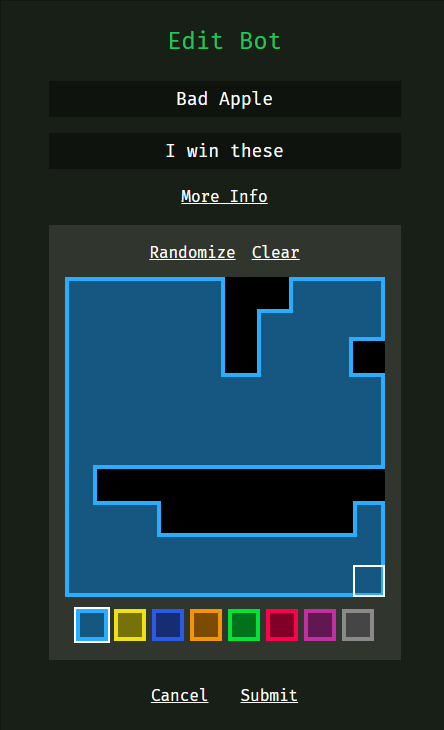 Edit Bot
Bad Apple
I win these
More Info
Randomize Clear
Cancel Submit